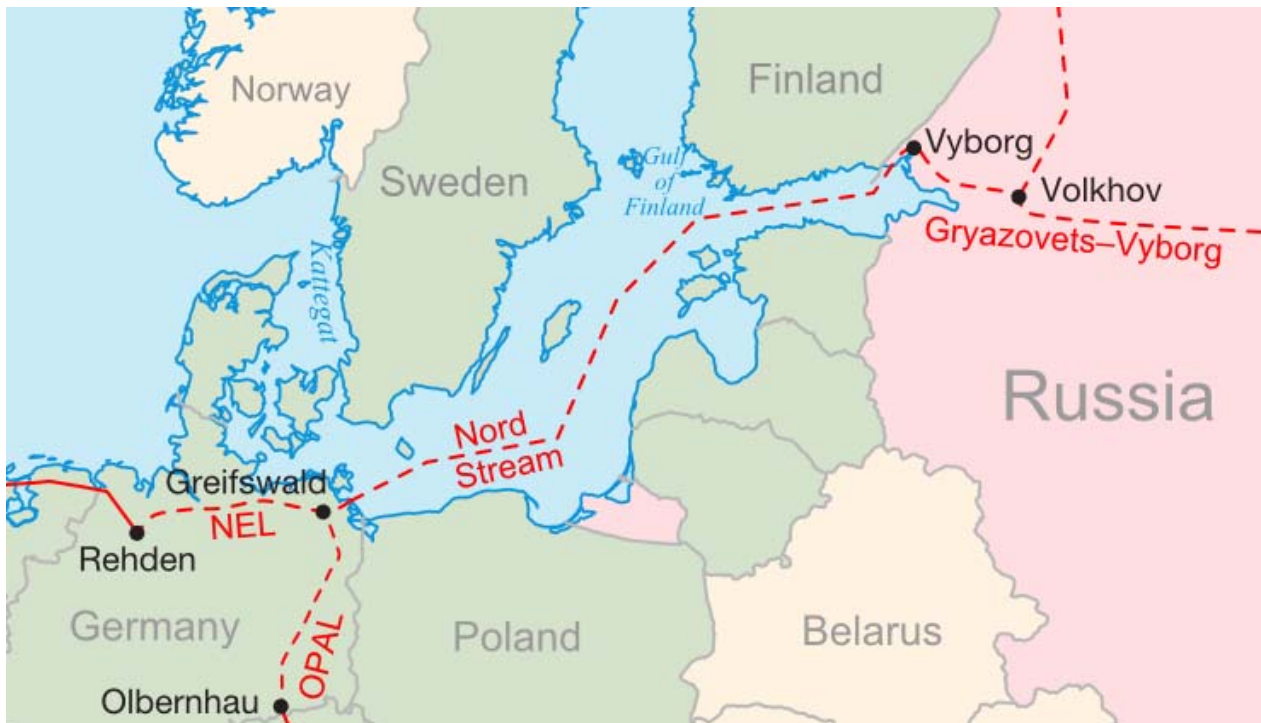 Norway
Finland
Sweden
Gulf
of
Finland
Vyborg
Volkhov
Gryazovets–Vyborg
Kattegat
Russia
Nord
Stream
Greifswald
NEL
Rehden
Germany
OPAL
Poland
Belarus
Olbernhau